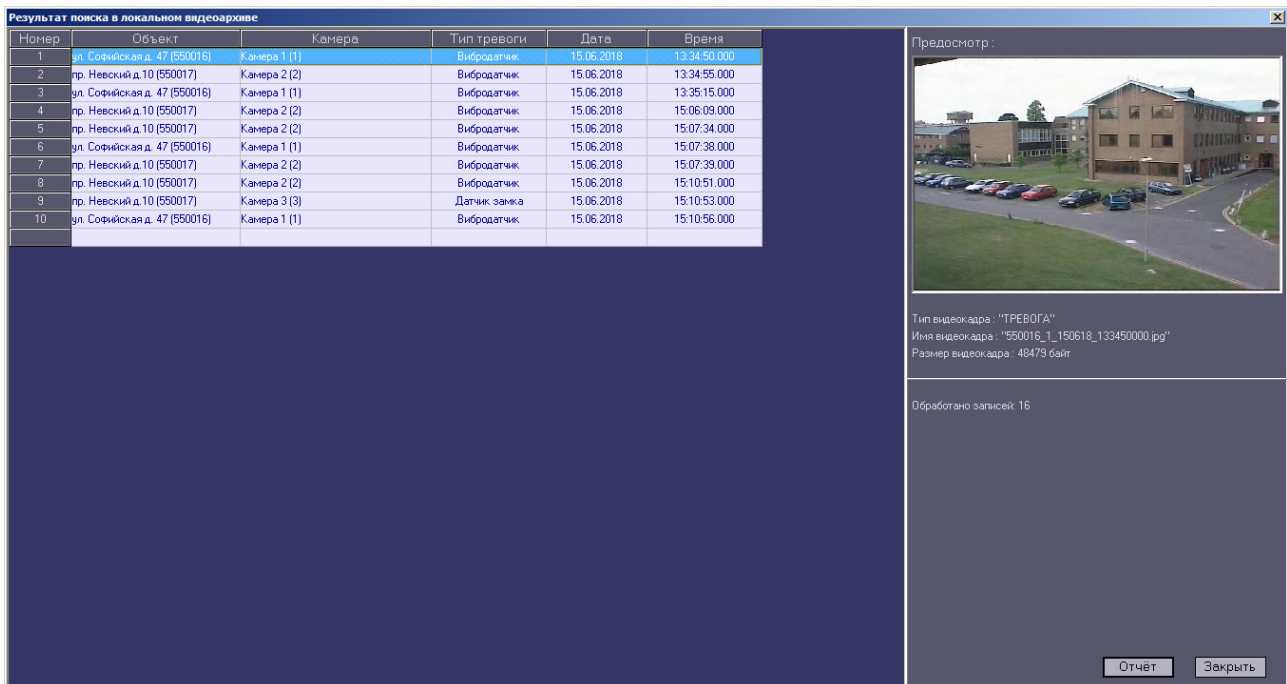 Результат поиска в локальном видеоархиве
Номер Объект Камера Тип тревоги Дата Время
1 ул. Софийская д. 47 (550016) Камера 1 (1) Вибродатчик 15.06.2018 13:34:50.000
2 пр. Невский д.10 (550017) Камера 2 (2) Вибродатчик 15.06.2018 13:34:55.000
3 ул. Софийская д. 47 (550016) Камера 1 (1) Вибродатчик 15.06.2018 13:35:15.000
4 пр. Невский д.10 (550017) Камера 2 (2) Вибродатчик 15.06.2018 15:06:09.000
5 пр. Невский д.10 (550017) Камера 2 (2) Вибродатчик 15.06.2018 15:07:34.000
6 ул. Софийская д. 47 (550016) Камера 1 (1) Вибродатчик 15.06.2018 15:07:38.000
7 пр. Невский д.10 (550017) Камера 2 (2) Вибродатчик 15.06.2018 15:07:39.000
8 пр. Невский д.10 (550017) Камера 2 (2) Вибродатчик 15.06.2018 15:10:51.000
9 пр. Невский д.10 (550017) Камера 3 (3) Датчик замка 15.06.2018 15:10:53.000
10 ул. Софийская д. 47 (550016) Камера 1 (1) Вибродатчик 15.06.2018 15:10:56.000
Предосмотр :
Тип видеокадра : "ТРЕВОГА"
Имя видеокадра : "550016_1_150618_133450000.jpg"
Размер видеокадра : 48479 байт
Обработано записей: 16
Отчёт Закрыть